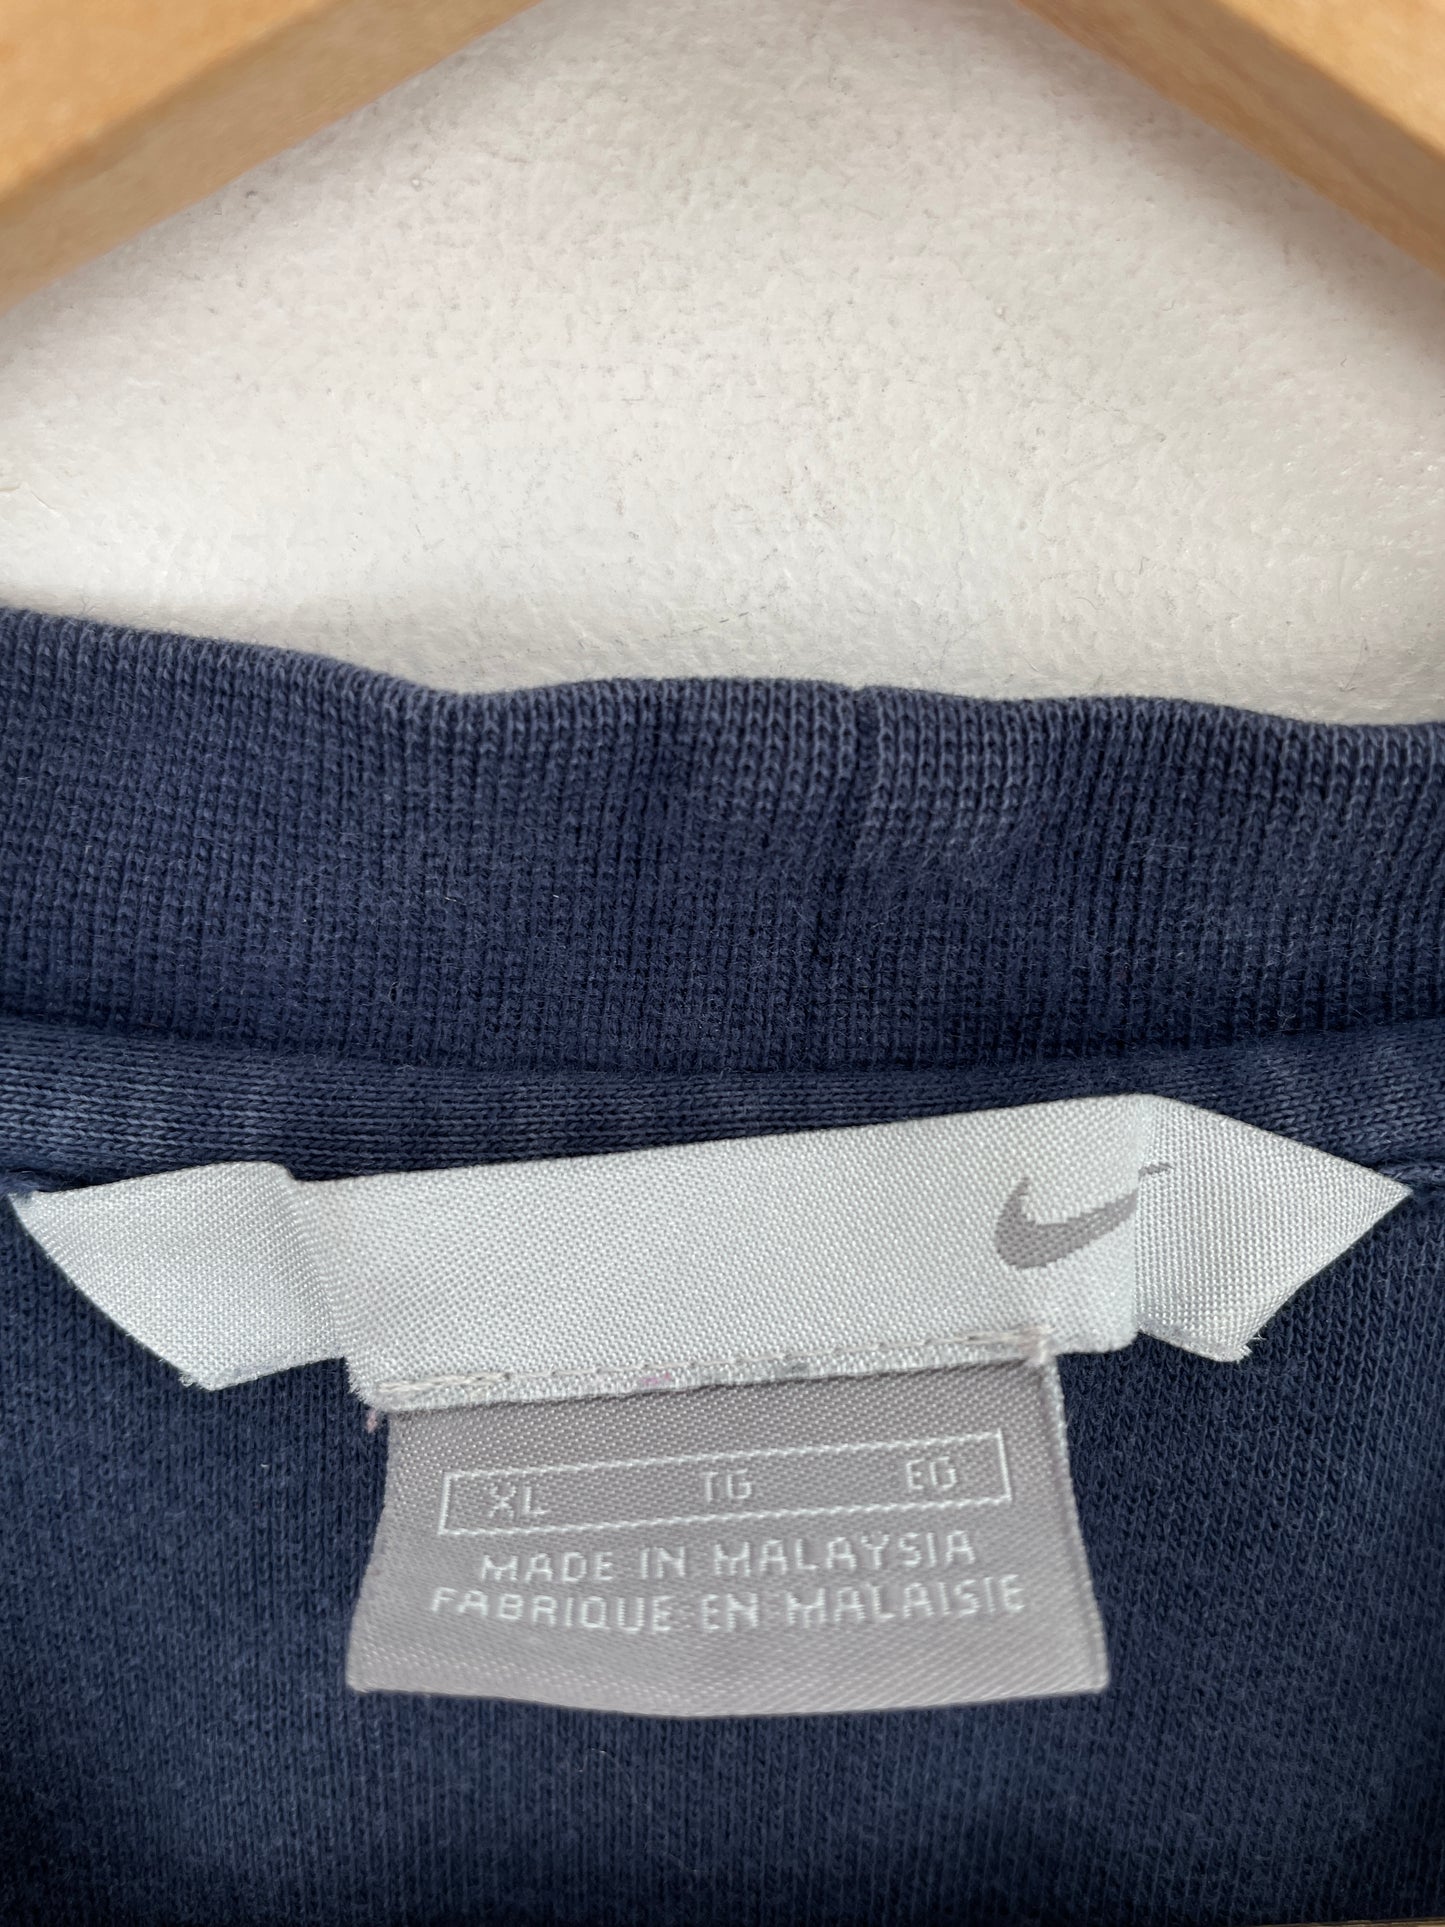 XL TG EG
MADE IN MALAYSIA
FABRIQUE EN MALAISIE